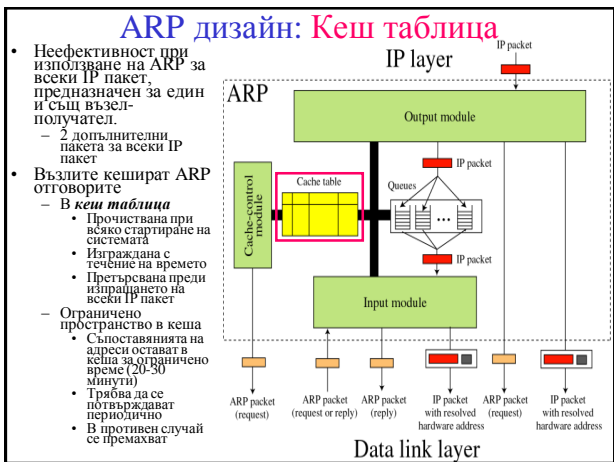 ARP дизайн: Кеш таблица
• Неефективност при
използване на ARP за
всеки IP пакет,
предназначен за един
и същ възел-
получател.
– 2 допълнителни
пакета за всеки IP
пакет
• Възлите кешират ARP
отговорите
– В кеш таблица
• Прочиствана при
всяко стартиране на
системата
• Изграждана с
течение на времето
• Претърсвана преди
изпращането на
всеки IP пакет
– Ограничено
пространство в кеша
• Съпоставянията на
адреси остават в
кеша за ограничено
време (20-30
минути)
• Трябва да се
потвърждават
периодично
• В противен случай
се премахват
IP layer
IP packet
ARP
Output module
IP packet
Cache table
Queues
Cache-control
module
IP packet
Input module
ARP packet
(request)
ARP packet
(request or reply)
ARP packet
(reply)
IP packet
with resolved
hardware address
ARP packet
(request)
IP packet
with resolved
hardware address
Data link layer